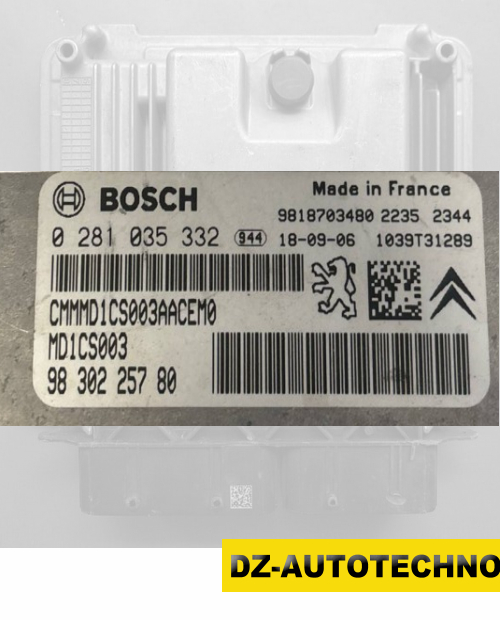 BOSCH
Made in France
9818703480 2235 2344
0 281 035 332 944 18-09-06 1039T31289
CMMMD1CS003AACEM0
MD1CS003
98 302 257 80
DZ-AUTOTECHNO